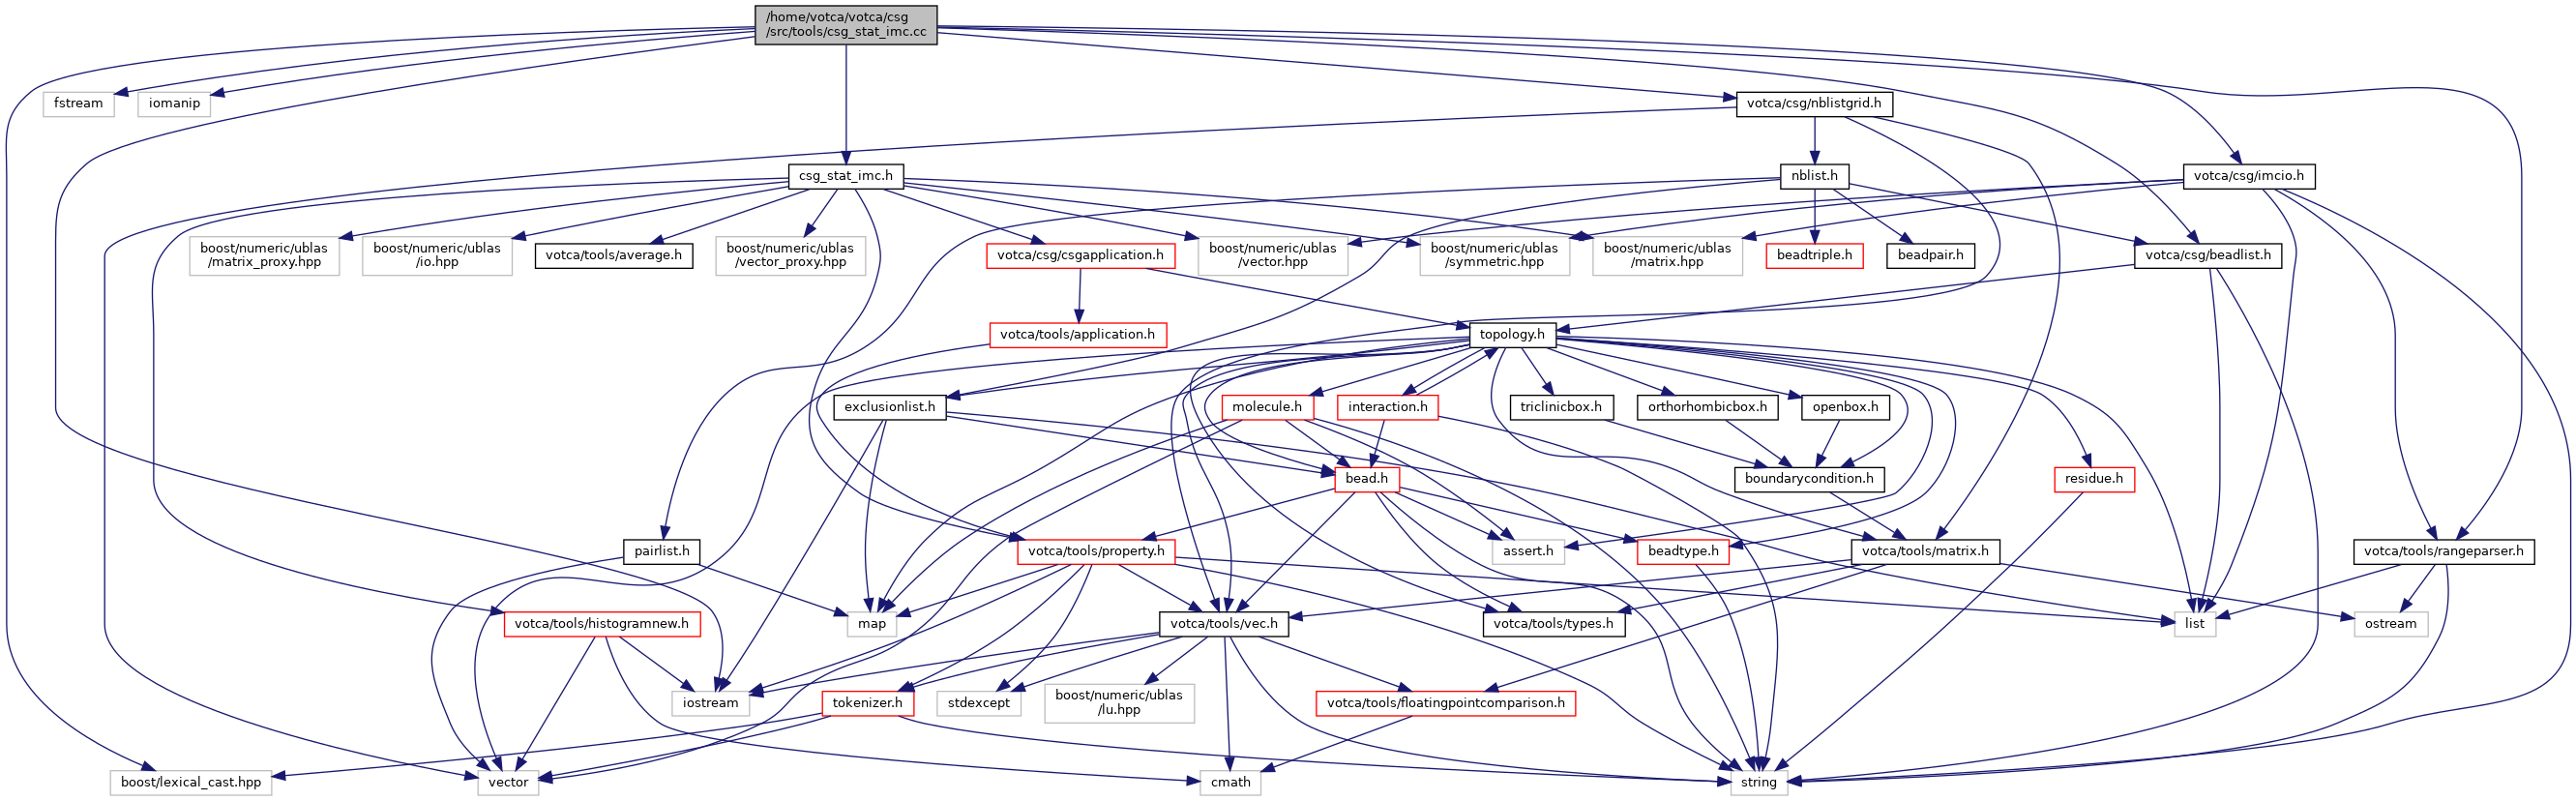 /home/votca/votca/csg
/src/tools/csg_stat_imc.cc
fstream
iomanip
votca/csg/nblistgrid.h
csg_stat_imc.h
nblist.h
votca/csg/imcio.h
boost/numeric/ublas
/matrix_proxy.hpp
boost/numeric/ublas
/io.hpp
votca/tools/average.h
boost/numeric/ublas
/vector_proxy.hpp
votca/csg/csgapplication.h
boost/numeric/ublas
/vector.hpp
boost/numeric/ublas
/symmetric.hpp
boost/numeric/ublas
/matrix.hpp
beadtriple.h
beadpair.h
votca/csg/beadlist.h
votca/tools/application.h
topology.h
exclusionlist.h
molecule.h
interaction.h
triclinicbox.h
orthorhombicbox.h
openbox.h
bead.h
boundarycondition.h
residue.h
pairlist.h
votca/tools/property.h
assert.h
beadtype.h
votca/tools/matrix.h
votca/tools/rangeparser.h
votca/tools/histogramnew.h
map
votca/tools/vec.h
votca/tools/types.h
list
ostream
iostream
tokenizer.h
stdexcept
boost/numeric/ublas
/lu.hpp
votca/tools/floatingpointcomparison.h
boost/lexical_cast.hpp
vector
cmath
string